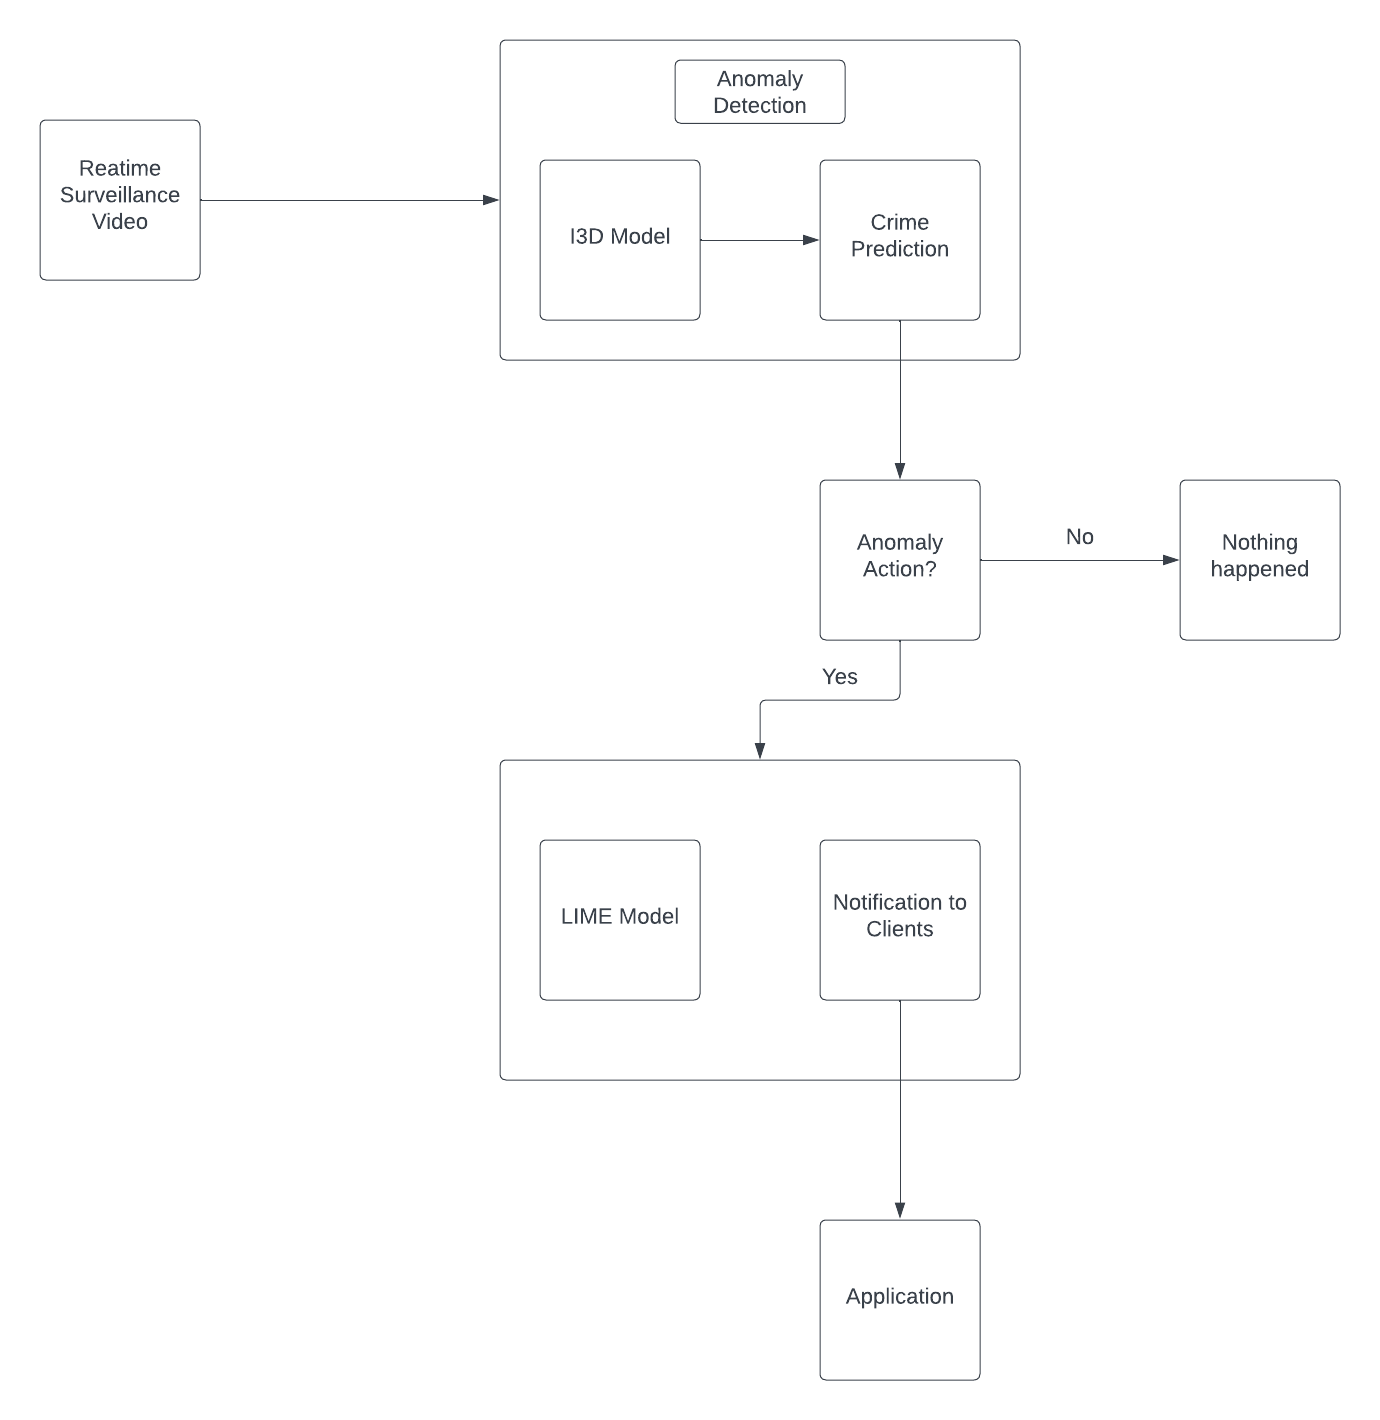 Anomaly
Detection
Reatime
Surveillance
Video
I3D Model
Crime
Prediction
Anomaly
Action?
No
Nothing
happened
Yes
LIME Model
Notification to
Clients
Application